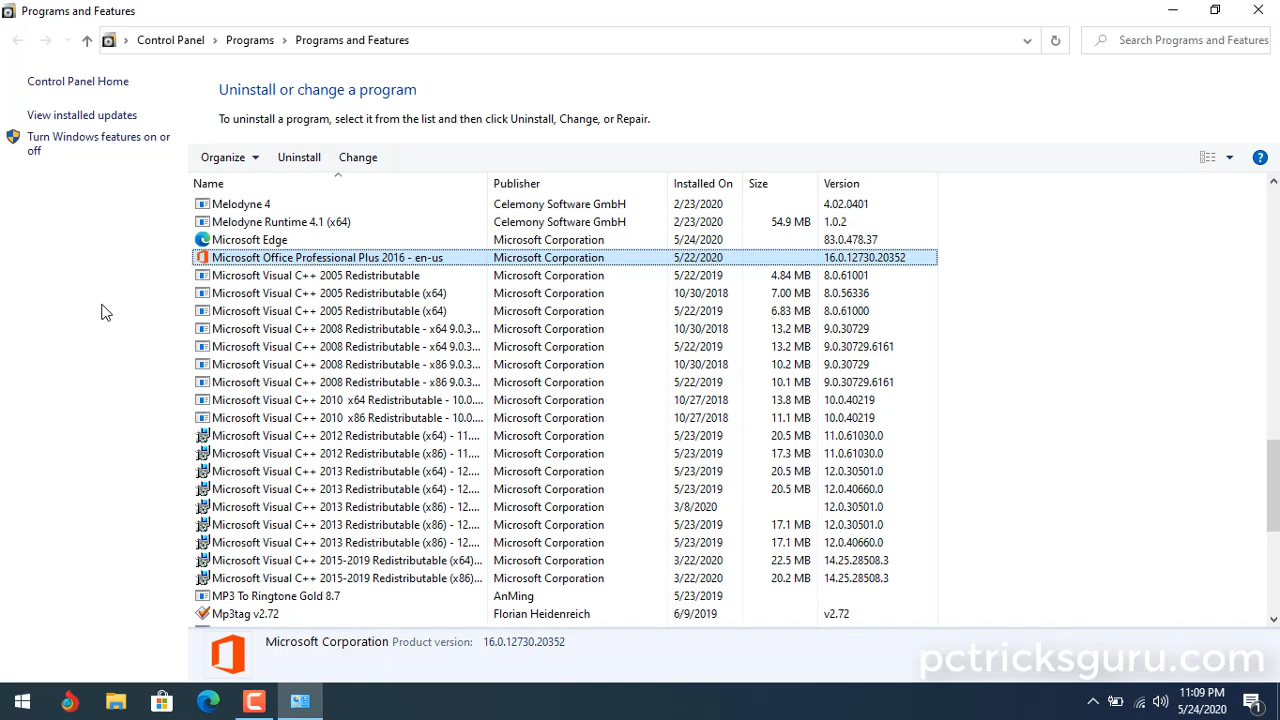 Programs and Features
Control Panel > Programs > Programs and Features
Search Programs and Features
Control Panel Home
View installed updates
Turn Windows features on or
off
Uninstall or change a program
To uninstall a program, select it from the list and then click Uninstall, Change, or Repair.
Organize Uninstall Change
Name Publisher Installed On Size Version
Melodyne 4 Celemony Software GmbH 2/23/2020 4.02.0401
Melodyne Runtime 4.1 (x64) Celemony Software GmbH 2/23/2020 54.9 MB 1.0.2
Microsoft Edge Microsoft Corporation 5/24/2020 83.0.478.37
Microsoft Office Professional Plus 2016 - en-us Microsoft Corporation 5/22/2020 16.0.12730.20352
Microsoft Visual C++ 2005 Redistributable Microsoft Corporation 5/22/2019 4.84 MB 8.0.61001
Microsoft Visual C++ 2005 Redistributable (x64) Microsoft Corporation 10/30/2018 7.00 MB 8.0.56336
Microsoft Visual C++ 2005 Redistributable (x64) Microsoft Corporation 5/22/2019 6.83 MB 8.0.61000
Microsoft Visual C++ 2008 Redistributable - x64 9.0.3... Microsoft Corporation 10/30/2018 13.2 MB 9.0.30729
Microsoft Visual C++ 2008 Redistributable - x64 9.0.3... Microsoft Corporation 5/22/2019 13.2 MB 9.0.30729.6161
Microsoft Visual C++ 2008 Redistributable - x86 9.0.3... Microsoft Corporation 10/30/2018 10.2 MB 9.0.30729
Microsoft Visual C++ 2008 Redistributable - x86 9.0.3... Microsoft Corporation 5/22/2019 10.1 MB 9.0.30729.6161
Microsoft Visual C++ 2010 x64 Redistributable - 10.0.... Microsoft Corporation 10/27/2018 13.8 MB 10.0.40219
Microsoft Visual C++ 2010 x86 Redistributable - 10.0.... Microsoft Corporation 10/27/2018 11.1 MB 10.0.40219
Microsoft Visual C++ 2012 Redistributable (x64) - 11.... Microsoft Corporation 5/23/2019 20.5 MB 11.0.61030.0
Microsoft Visual C++ 2012 Redistributable (x86) - 11.... Microsoft Corporation 5/23/2019 17.3 MB 11.0.61030.0
Microsoft Visual C++ 2013 Redistributable (x64) - 12.... Microsoft Corporation 5/23/2019 20.5 MB 12.0.30501.0
Microsoft Visual C++ 2013 Redistributable (x64) - 12.... Microsoft Corporation 5/23/2019 20.5 MB 12.0.40660.0
Microsoft Visual C++ 2013 Redistributable (x86) - 12.... Microsoft Corporation 3/8/2020 12.0.30501.0
Microsoft Visual C++ 2013 Redistributable (x86) - 12.... Microsoft Corporation 5/23/2019 17.1 MB 12.0.30501.0
Microsoft Visual C++ 2013 Redistributable (x86) - 12.... Microsoft Corporation 5/23/2019 17.1 MB 12.0.40660.0
Microsoft Visual C++ 2015-2019 Redistributable (x64)... Microsoft Corporation 3/22/2020 22.5 MB 14.25.28508.3
Microsoft Visual C++ 2015-2019 Redistributable (x86)... Microsoft Corporation 3/22/2020 20.2 MB 14.25.28508.3
MP3 To Ringtone Gold 8.7 AnMing 5/23/2019
Mp3tag v2.72 Florian Heidenreich 6/9/2019 v2.72
Microsoft Corporation Product version: 16.0.12730.20352
pctricksguru.com
11:09 PM
5/24/2020
1